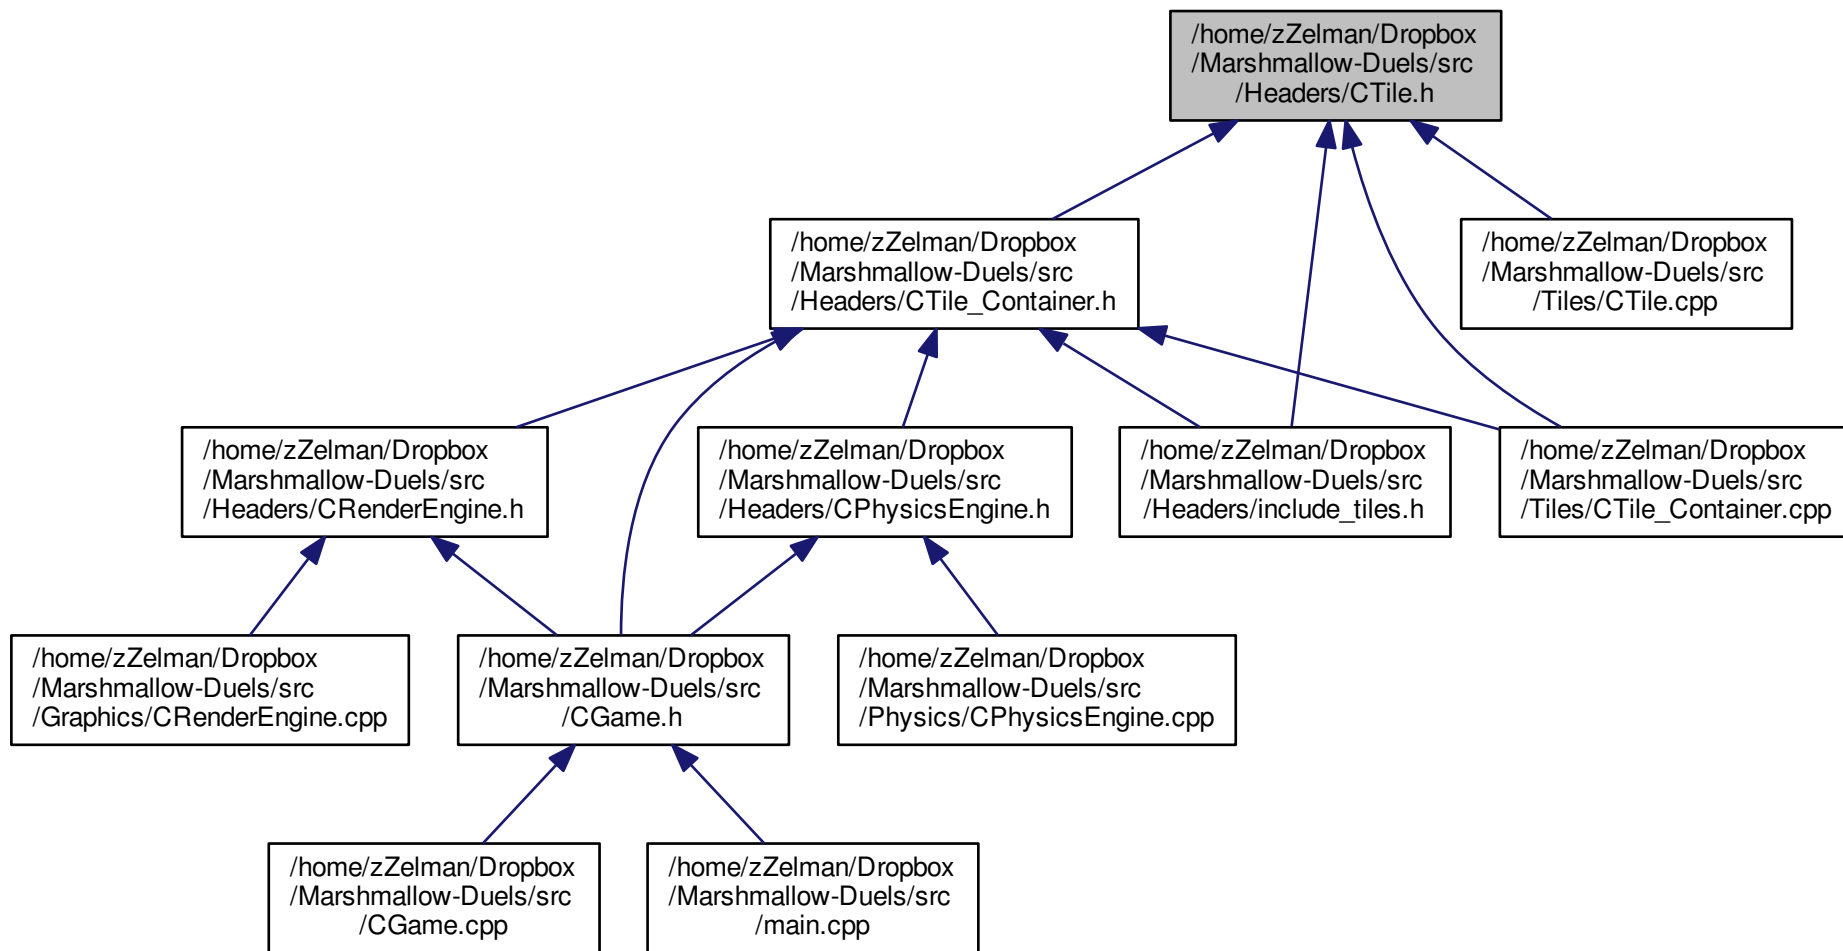 /home/zZelman/Dropbox
/Marshmallow-Duels/src
/Headers/CTile.h
/home/zZelman/Dropbox
/Marshmallow-Duels/src
/Headers/CTile_Container.h
/home/zZelman/Dropbox
/Marshmallow-Duels/src
/Tiles/CTile.cpp
/home/zZelman/Dropbox
/Marshmallow-Duels/src
/Headers/CRenderEngine.h
/home/zZelman/Dropbox
/Marshmallow-Duels/src
/Headers/CPhysicsEngine.h
/home/zZelman/Dropbox
/Marshmallow-Duels/src
/Headers/include_tiles.h
/home/zZelman/Dropbox
/Marshmallow-Duels/src
/Tiles/CTile_Container.cpp
/home/zZelman/Dropbox
/Marshmallow-Duels/src
/Graphics/CRenderEngine.cpp
/home/zZelman/Dropbox
/Marshmallow-Duels/src
/CGame.h
/home/zZelman/Dropbox
/Marshmallow-Duels/src
/Physics/CPhysicsEngine.cpp
/home/zZelman/Dropbox
/Marshmallow-Duels/src
/CGame.cpp
/home/zZelman/Dropbox
/Marshmallow-Duels/src
/main.cpp